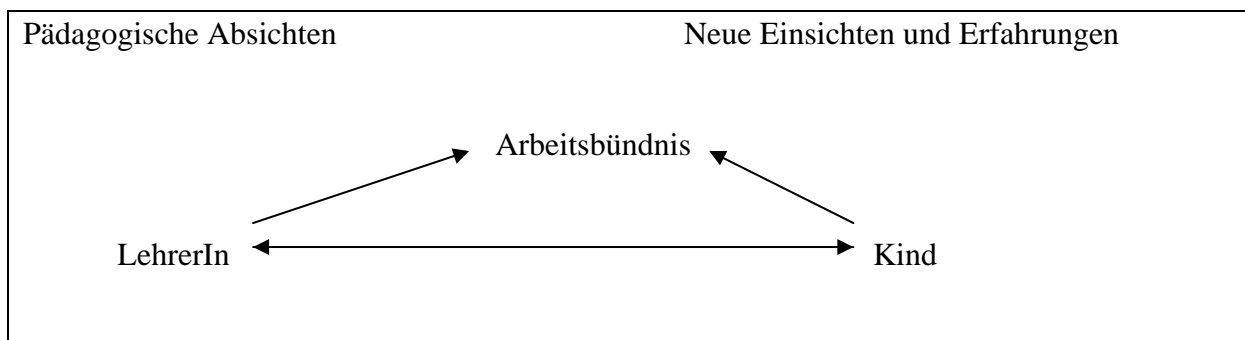 Pädagogische Absichten Neue Einsichten und Erfahrungen
Arbeitsbündnis
LehrerIn Kind